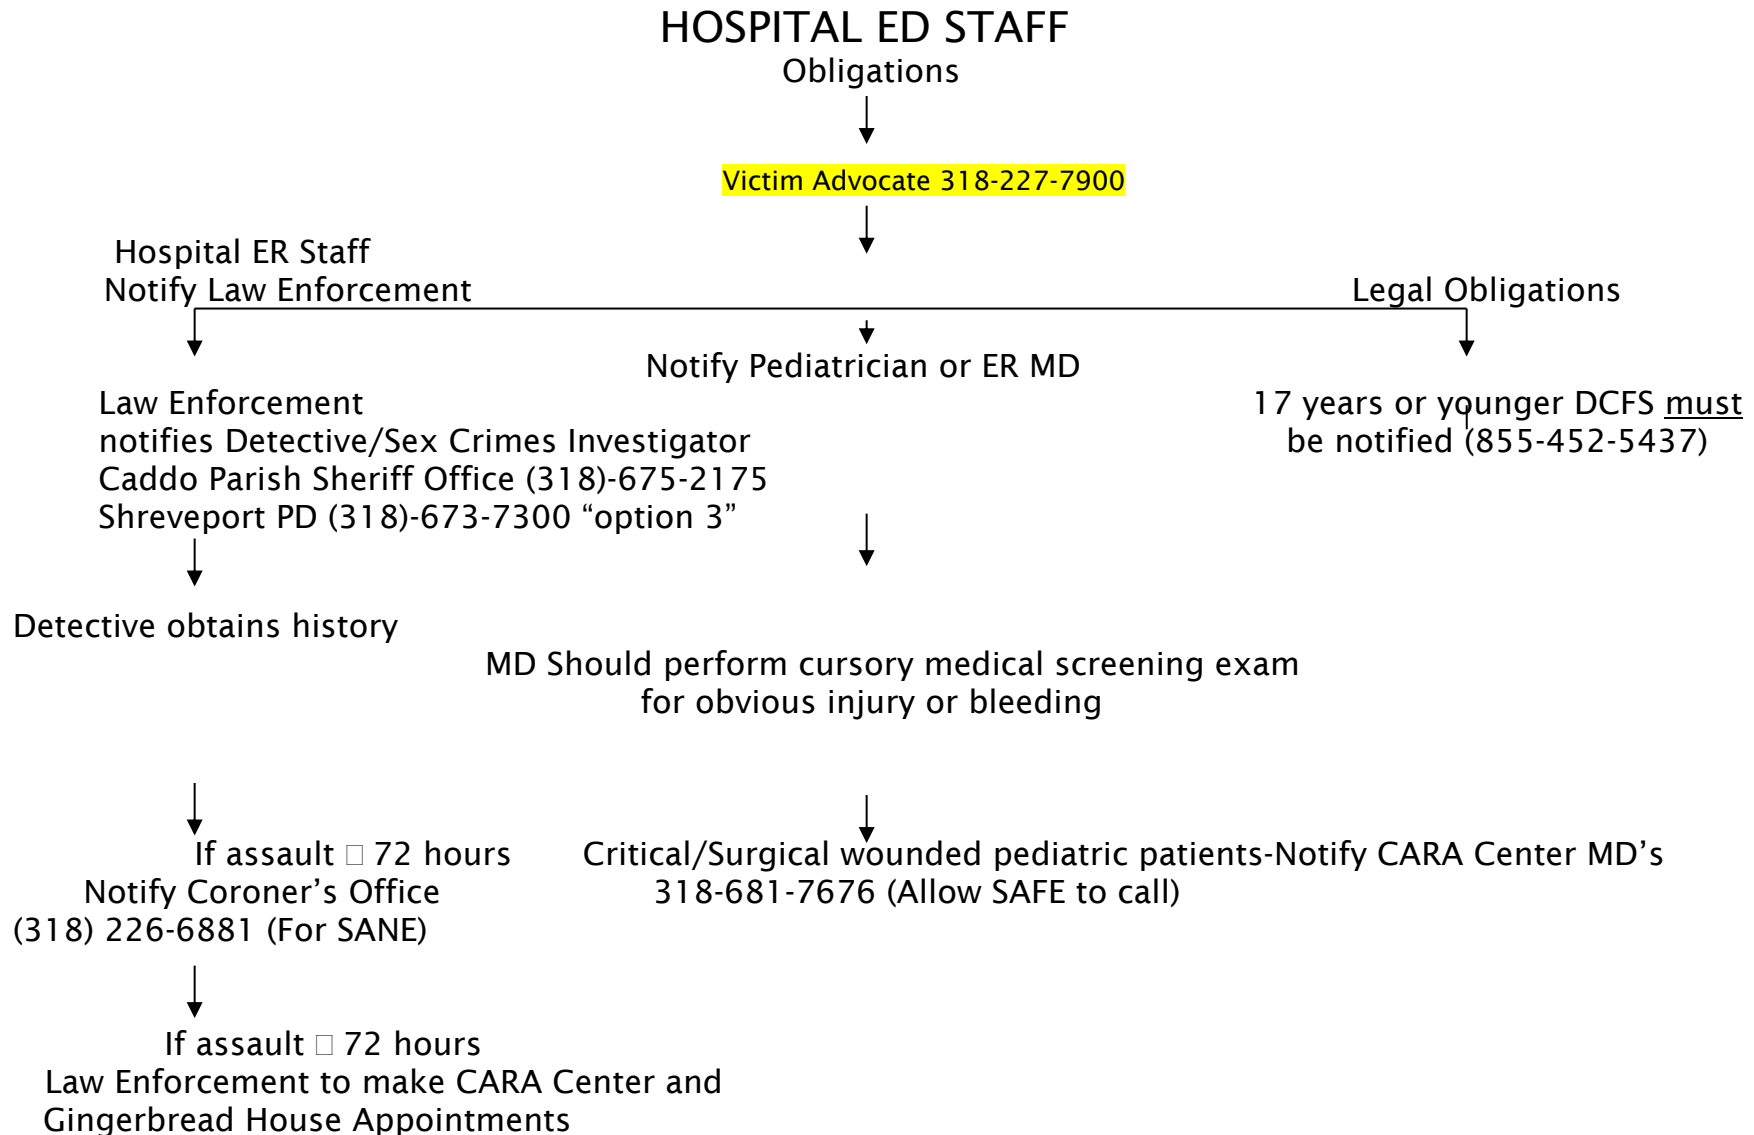 HOSPITAL ED STAFF
Obligations
Victim Advocate 318-227-7900
Hospital ER Staff
Notify Law Enforcement
Legal Obligations
Notify Pediatrician or ER MD
Law Enforcement
notifies Detective/Sex Crimes Investigator
Caddo Parish Sheriff Office (318)-675-2175
Shreveport PD (318)-673-7300 “option 3”
17 years or younger DCFS must
be notified (855-452-5437)
Detective obtains history
MD Should perform cursory medical screening exam
for obvious injury or bleeding
If assault □ 72 hours
Notify Coroner’s Office
(318) 226-6881 (For SANE)
Critical/Surgical wounded pediatric patients-Notify CARA Center MD’s
318-681-7676 (Allow SAFE to call)
If assault □ 72 hours
Law Enforcement to make CARA Center and
Gingerbread House Appointments